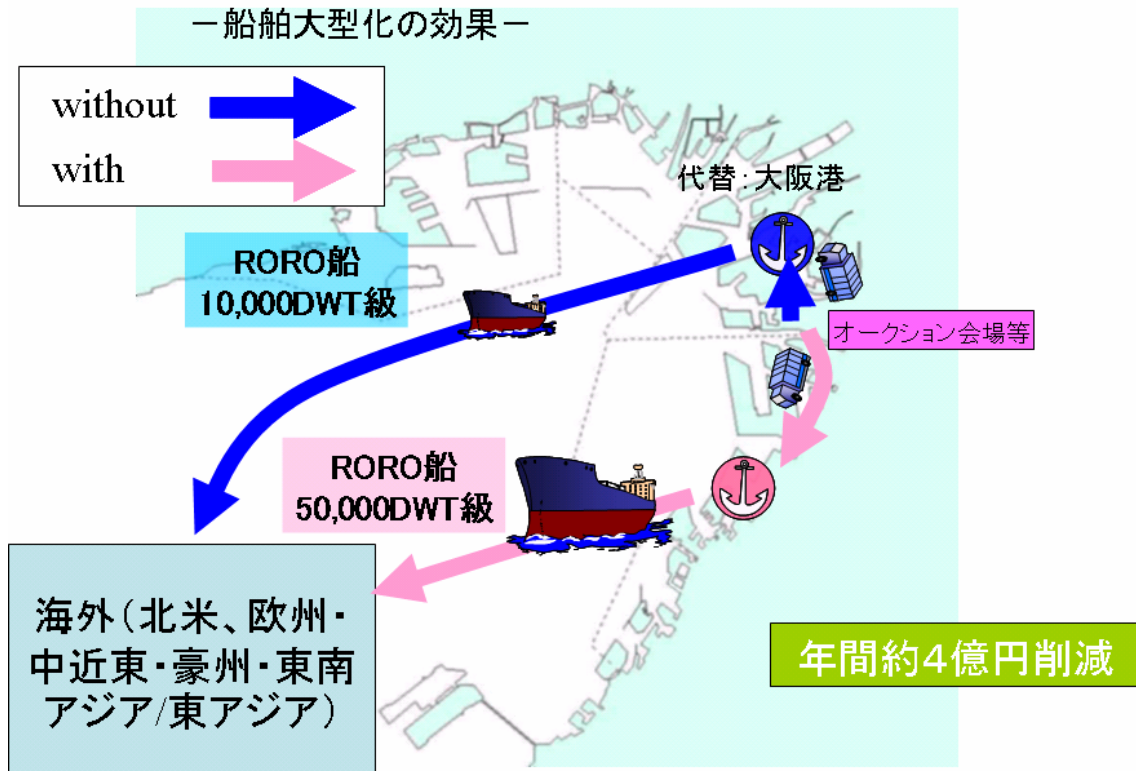 －船舶大型化の効果－
without
with
代替：大阪港
RORO船
10,000DWT級
オークション会場等
RORO船
50,000DWT級
海外（北米、欧州・
中近東・豪州・東南
アジア/東アジア）
年間約４億円削減